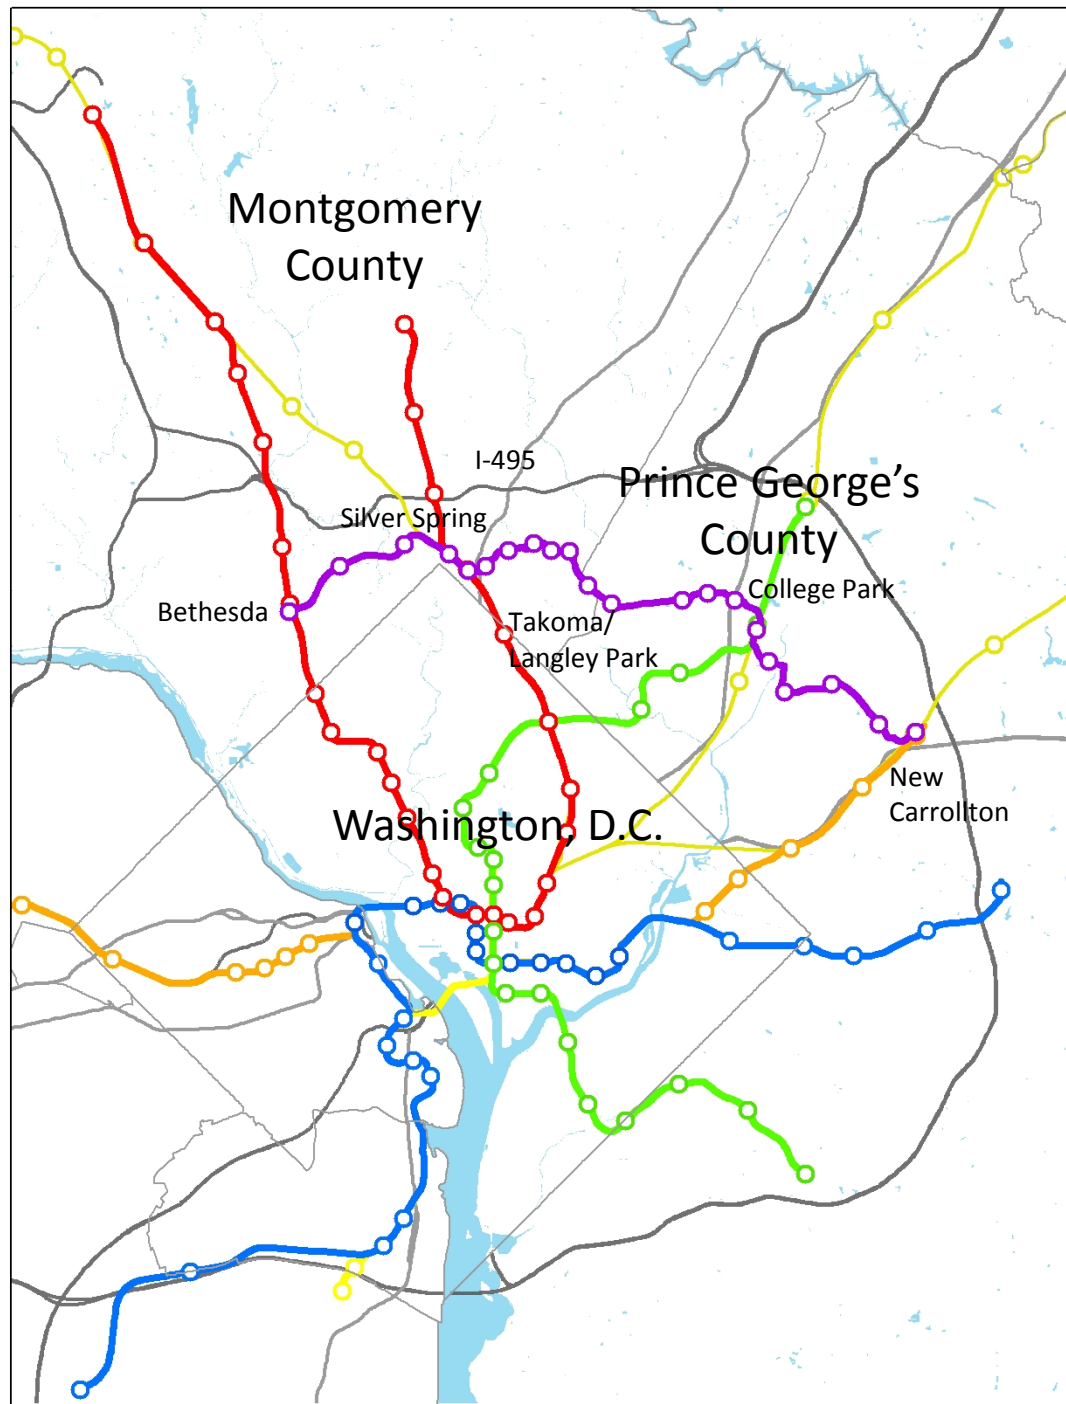 Montgomery
County
I-495
Prince George's
County
Silver Spring
College Park
Bethesda
Takoma/
Langley Park
New
Carrollton
Washington, D.C.